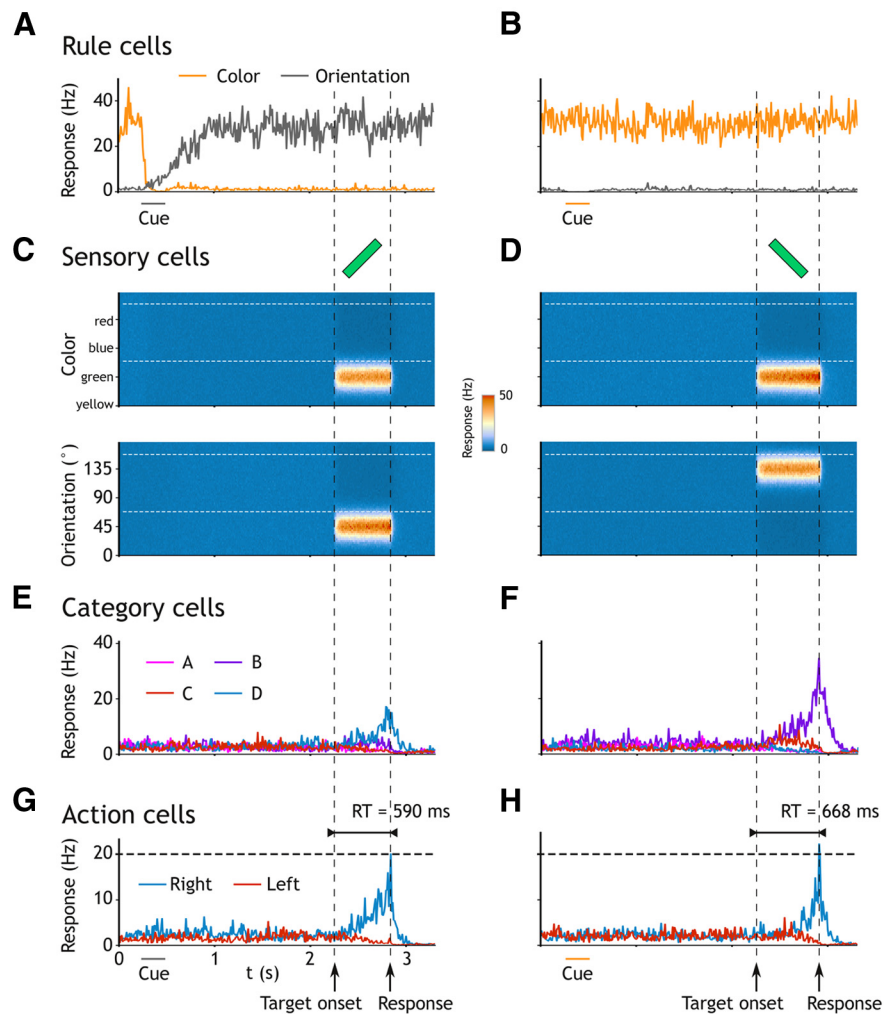 A
B
Rule cells
Color
Orientation
Response (Hz)
40
20
0
Cue
Cue
C
D
Sensory cells
Color
red
blue
green
yellow
Response (Hz)
50
0
Orientation (°)
135
90
45
0
E
F
Category cells
Response (Hz)
40
20
0
A
B
C
D
G
H
Action cells
RT = 590 ms
RT = 668 ms
Response (Hz)
20
10
0
Right
Left
0
1
2
3
Cue
t (s)
Cue
Target onset
Response
Target onset
Response